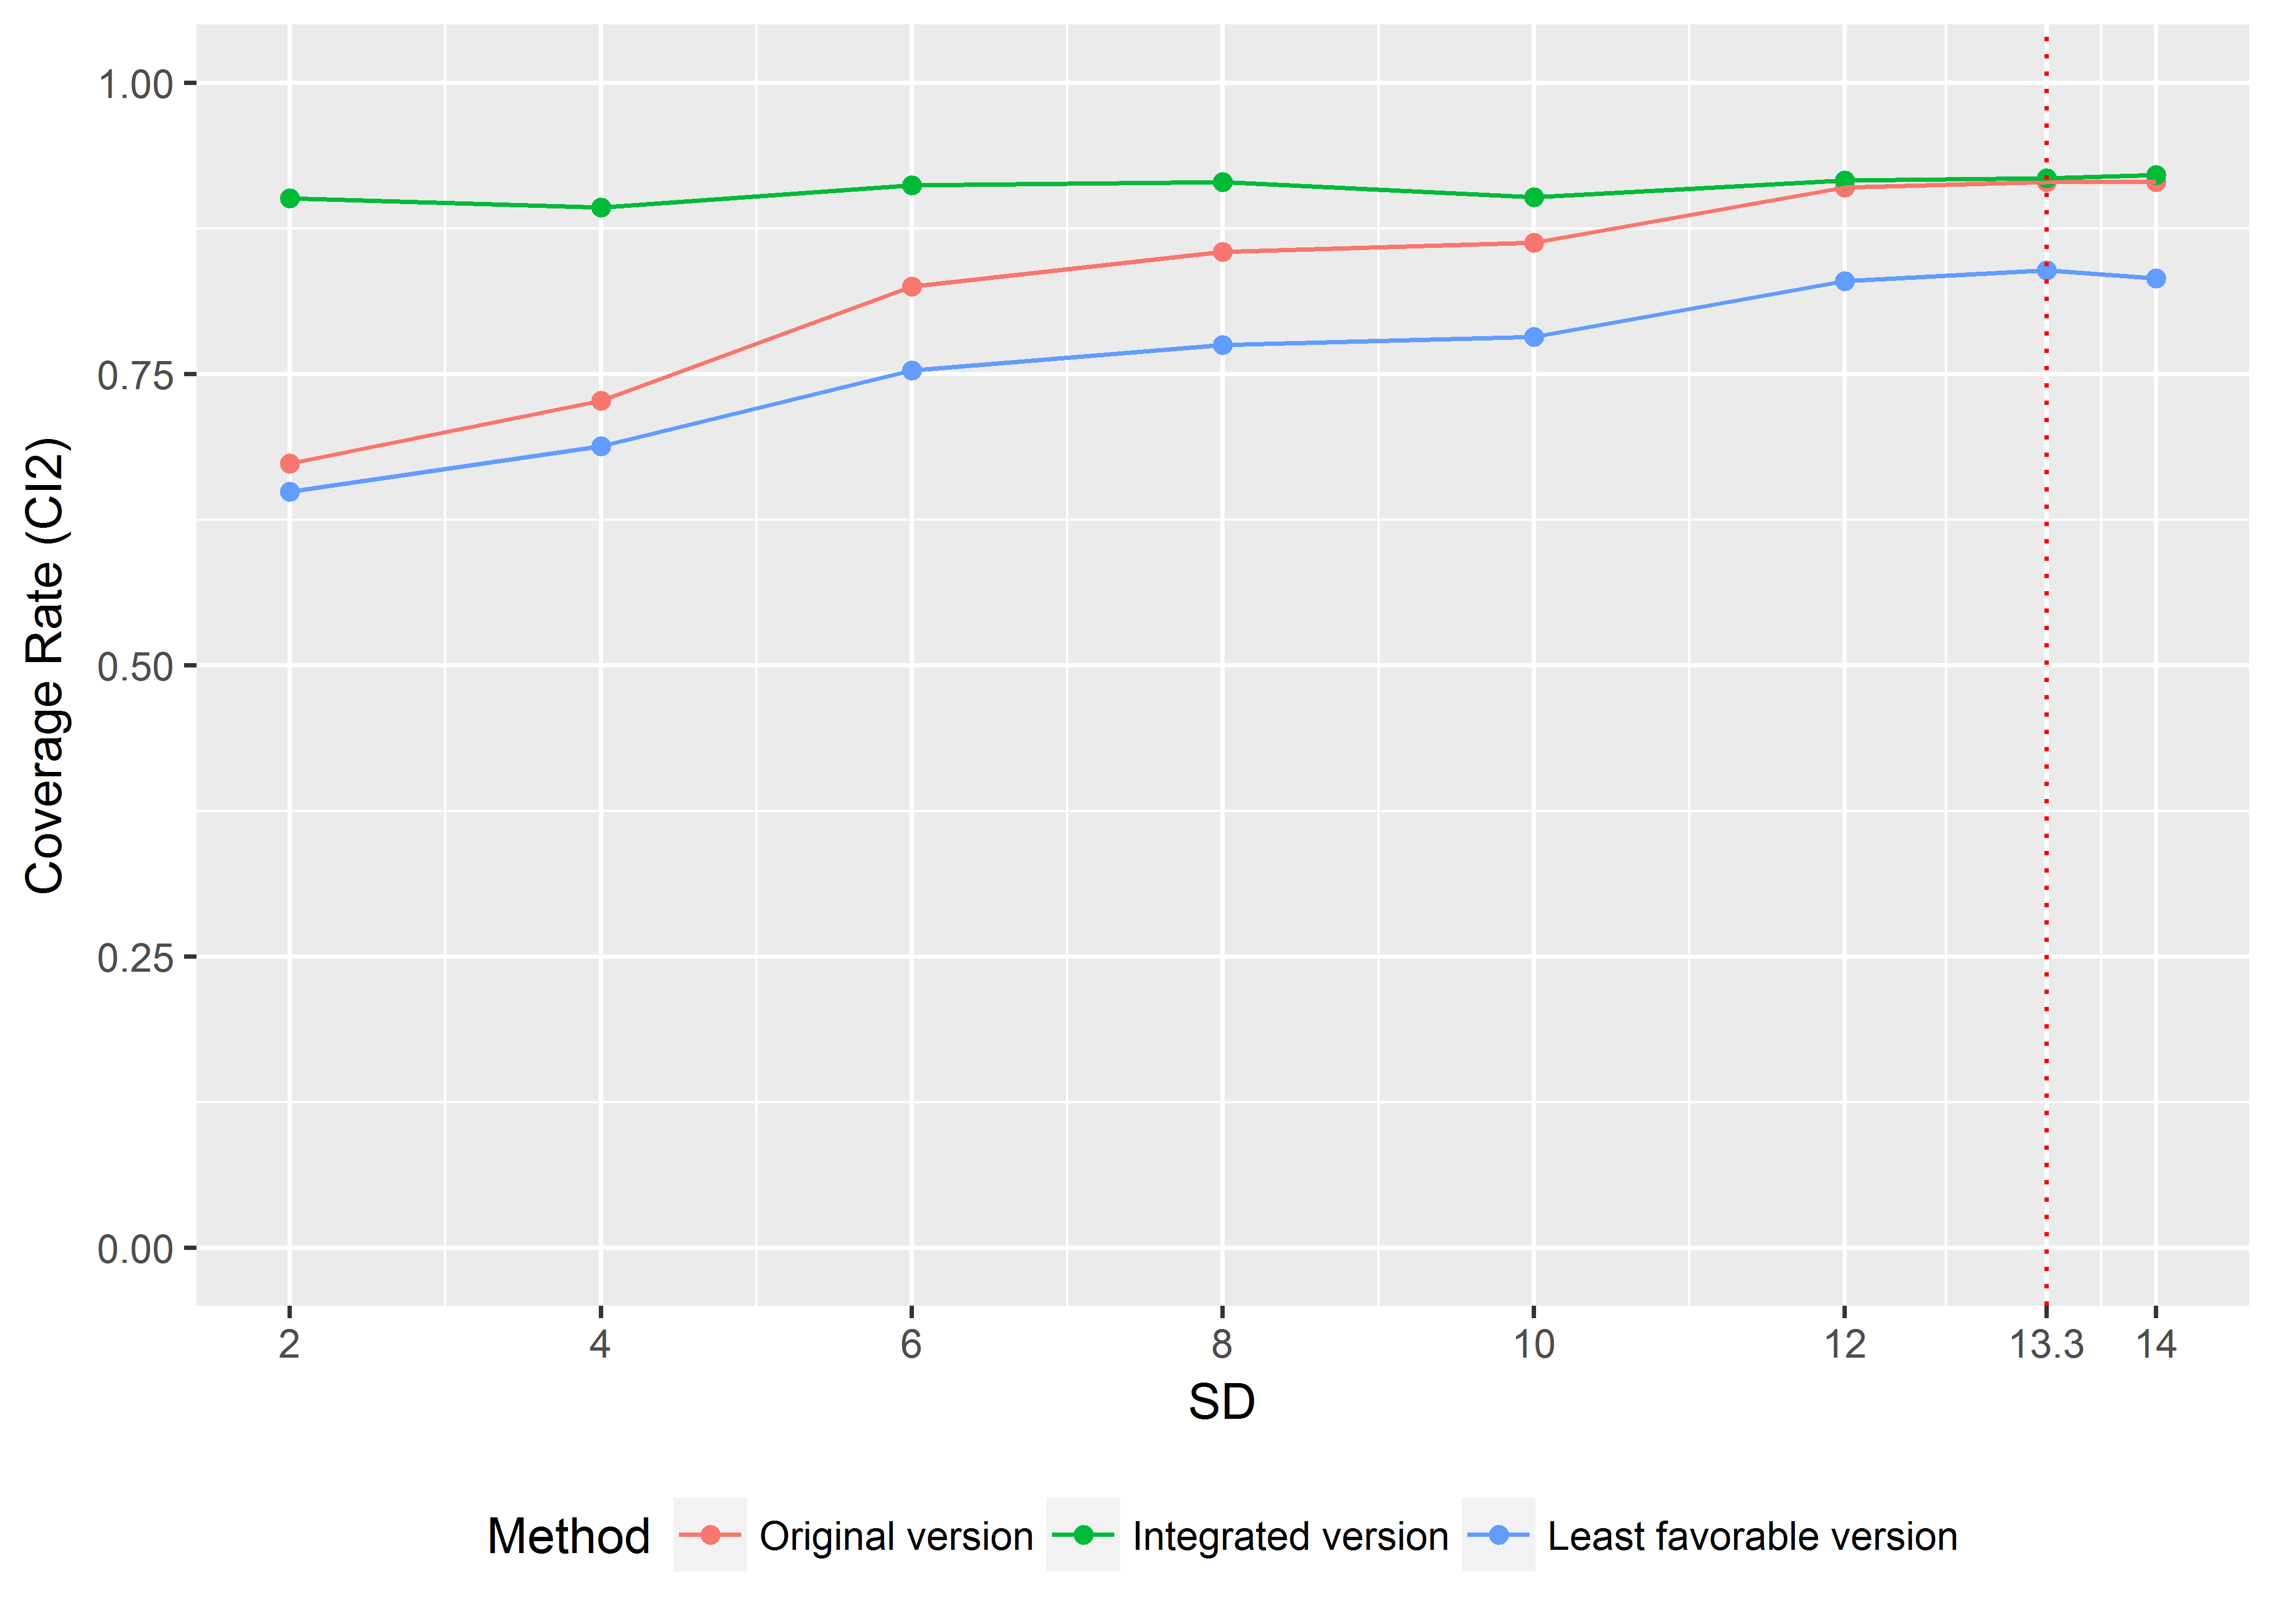 Coverage Rate (CI2)
1.00
0.75
0.50
0.25
0.00
2 4 6 8 10 12 13.3 14
SD
Method Original version Integrated version Least favorable version